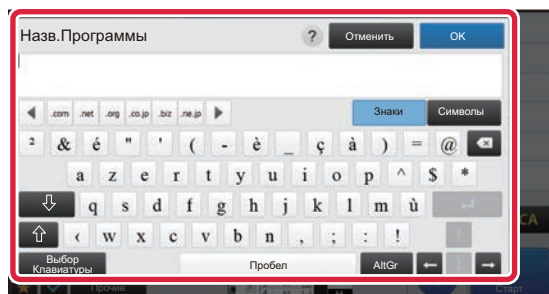 Назв.Программы ? Отменить OK
.com .net .org .co.jp .biz .ne.jp Знаки Символы
² & é " ' ( - è _ ç à ) = @
a z e r t y u i o p ^ $ *
q s d f g h j k l m ù
‹ w x c v b n , ; : !
Выбор
Клавиатуры Пробел AltGr
Прочие Старт
CA